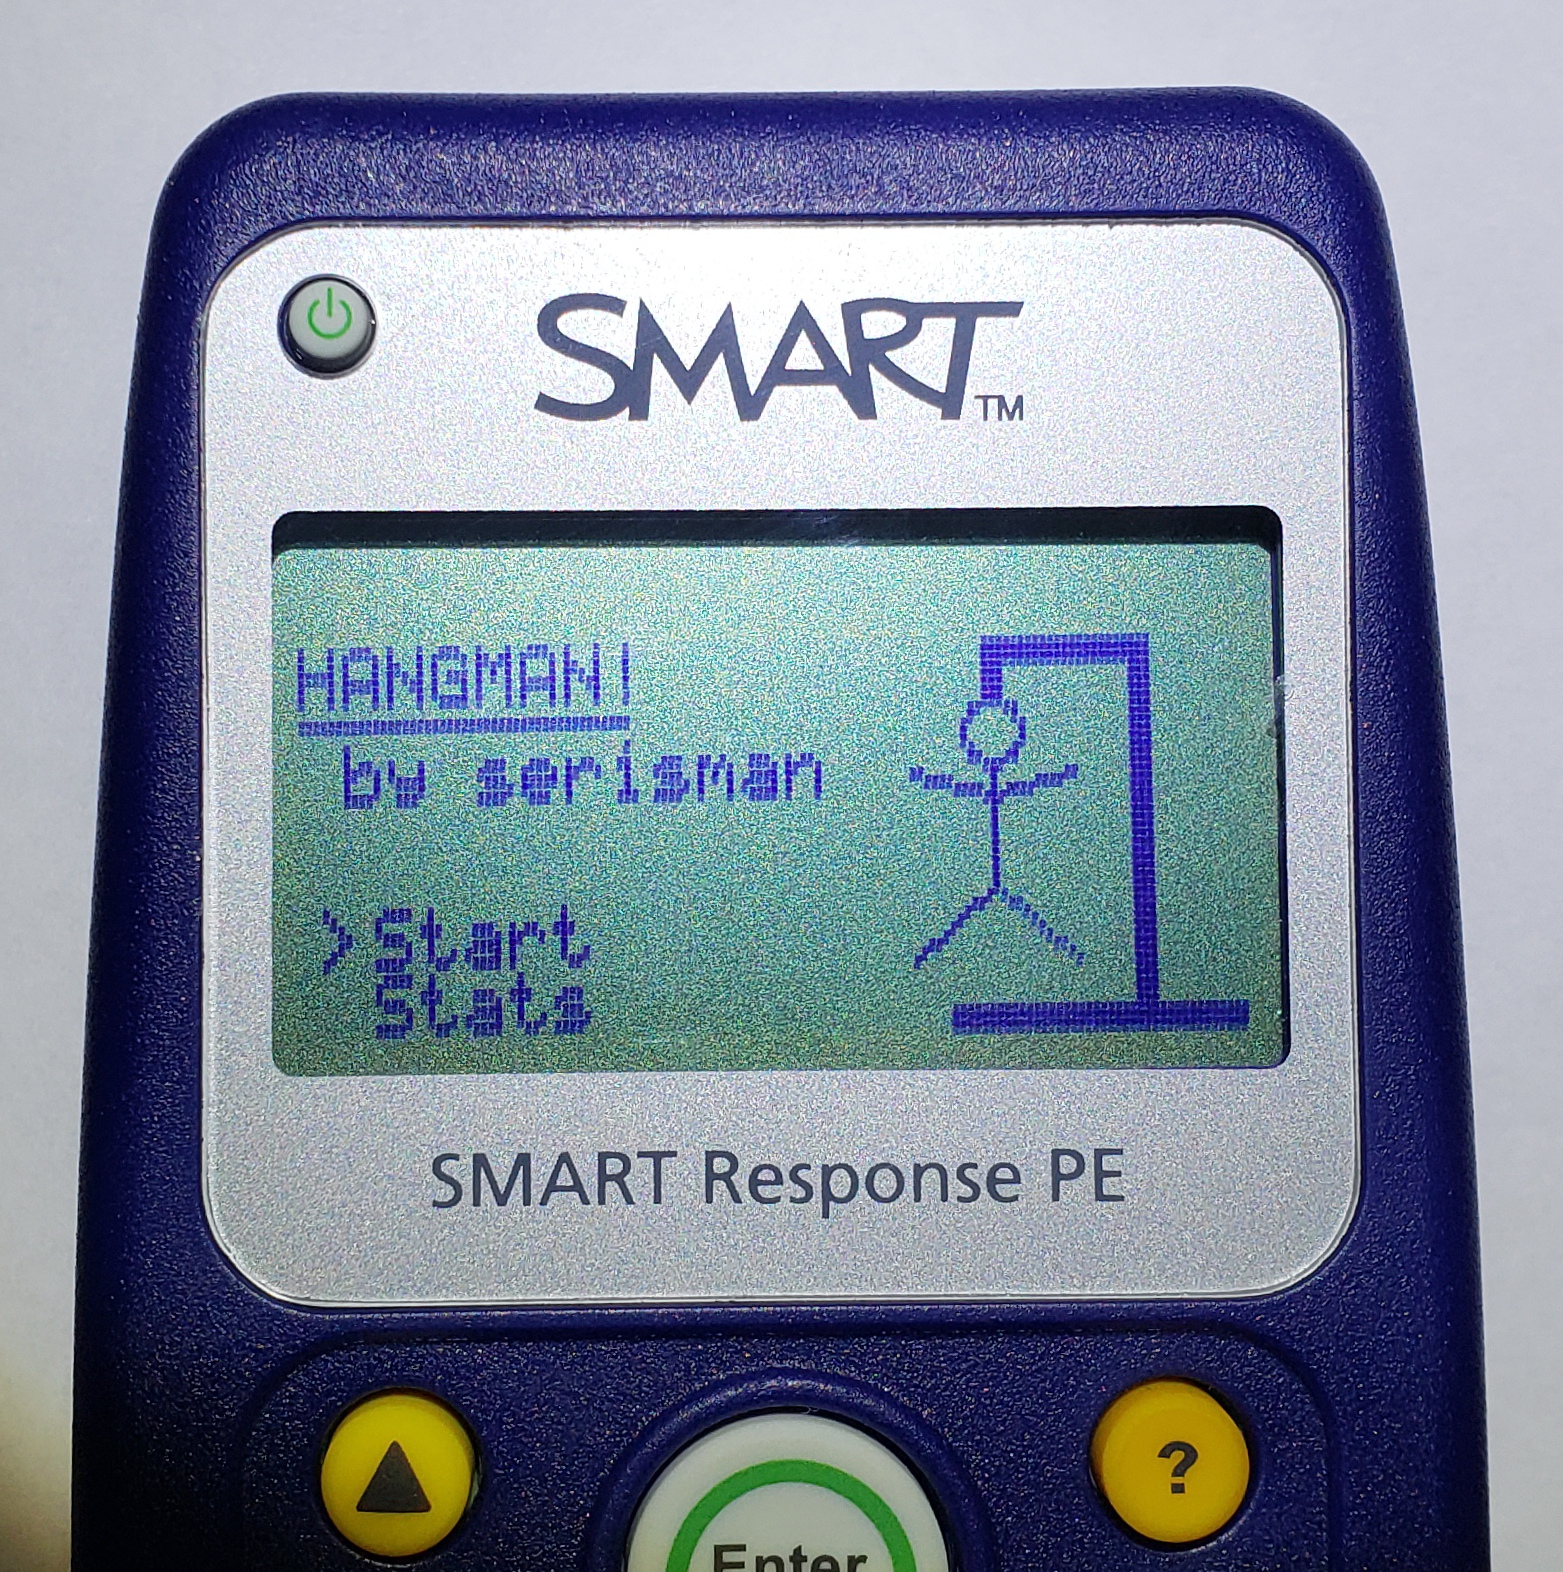 SMART™
HANGMAN!
by serisman
>Start
Stats
SMART Response PE
?
Enter